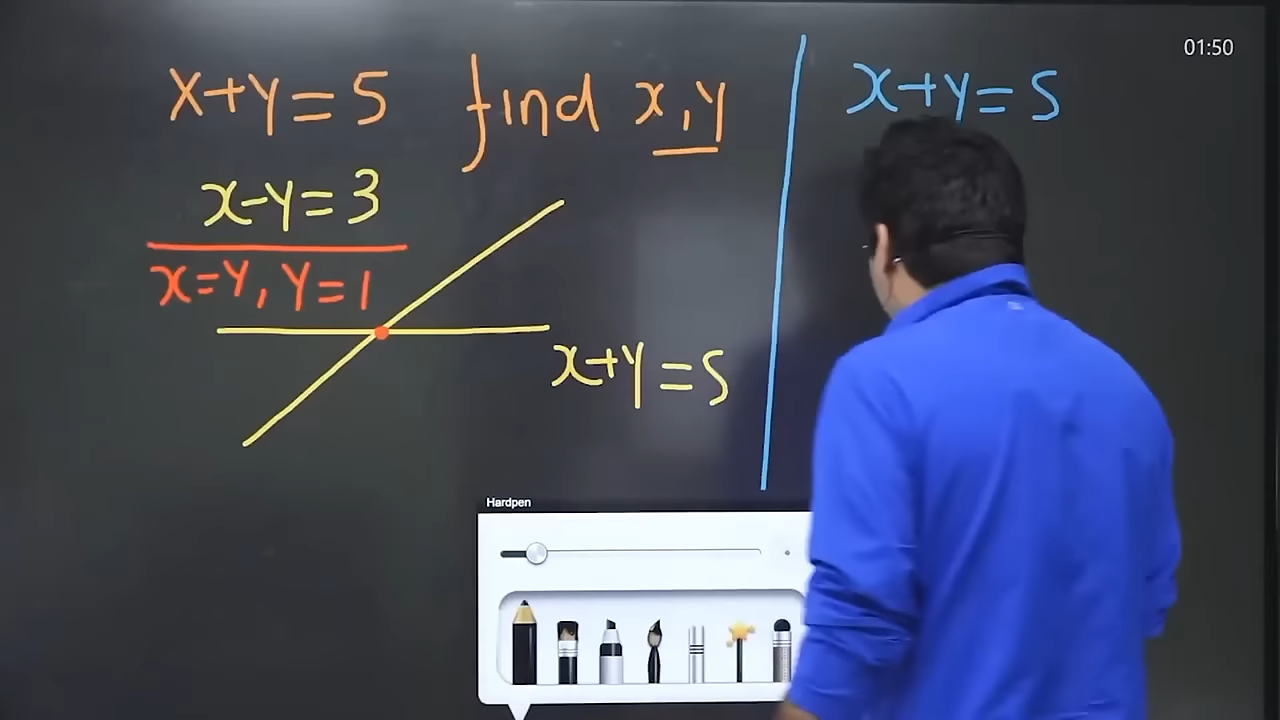 x+y=5 find x,y
x-y=3
x=y, y=1
x+y=5
x+y=5
01:50
Hardpen